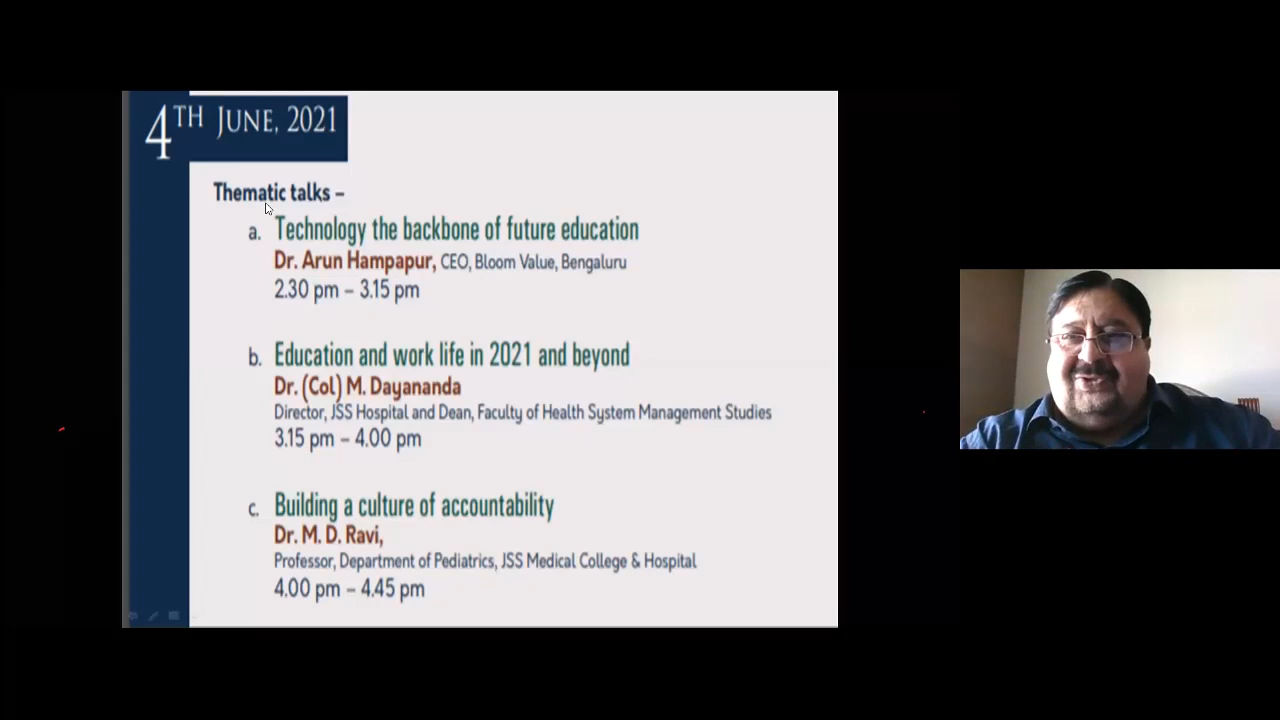 4TH JUNE, 2021
Thematic talks –
a. Technology the backbone of future education
Dr. Arun Hampapur, CEO, Bloom Value, Bengaluru
2.30 pm – 3.15 pm
b. Education and work life in 2021 and beyond
Dr. (Col) M. Dayananda
Director, JSS Hospital and Dean, Faculty of Health System Management Studies
3.15 pm – 4.00 pm
c. Building a culture of accountability
Dr. M. D. Ravi,
Professor, Department of Pediatrics, JSS Medical College & Hospital
4.00 pm – 4.45 pm